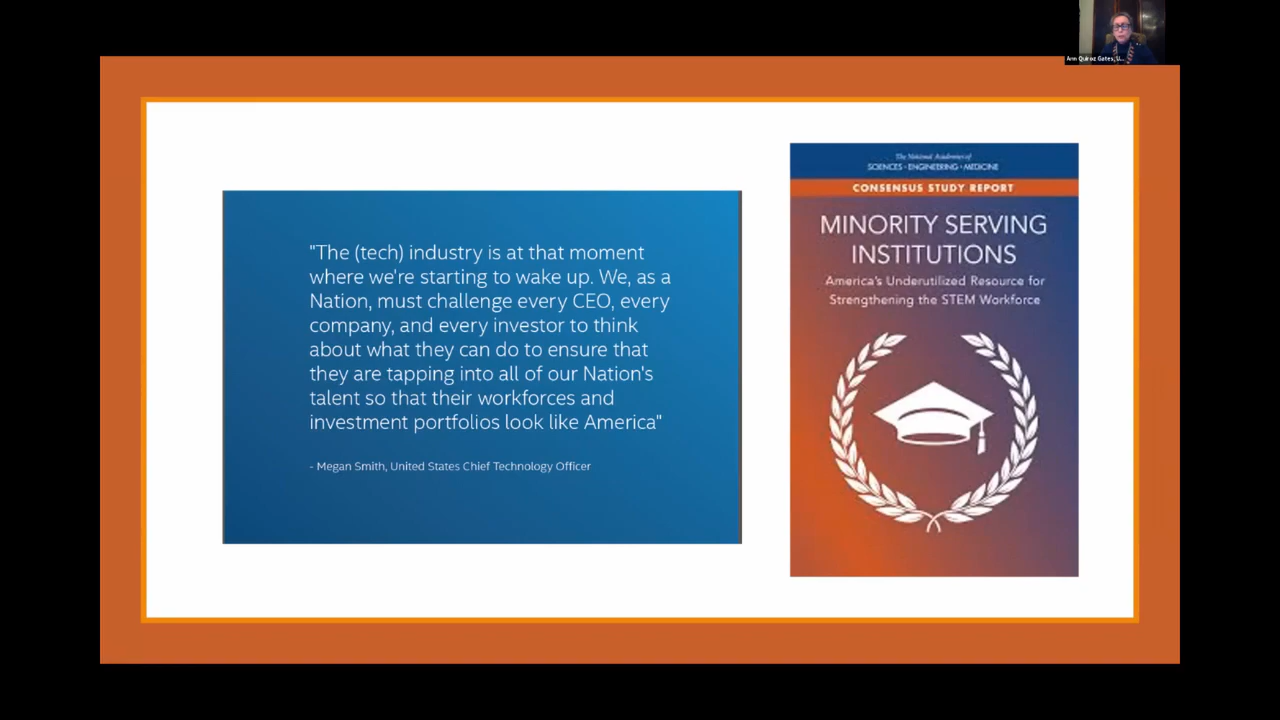 Ann Quiroz Gates, U...
"The (tech) industry is at that moment
where we're starting to wake up. We, as a
Nation, must challenge every CEO, every
company, and every investor to think
about what they can do to ensure that
they are tapping into all of our Nation's
talent so that their workforces and
investment portfolios look like America"
- Megan Smith, United States Chief Technology Officer
The National Academies of
SCIENCES • ENGINEERING • MEDICINE
CONSENSUS STUDY REPORT
MINORITY SERVING
INSTITUTIONS
America's Underutilized Resource for
Strengthening the STEM Workforce